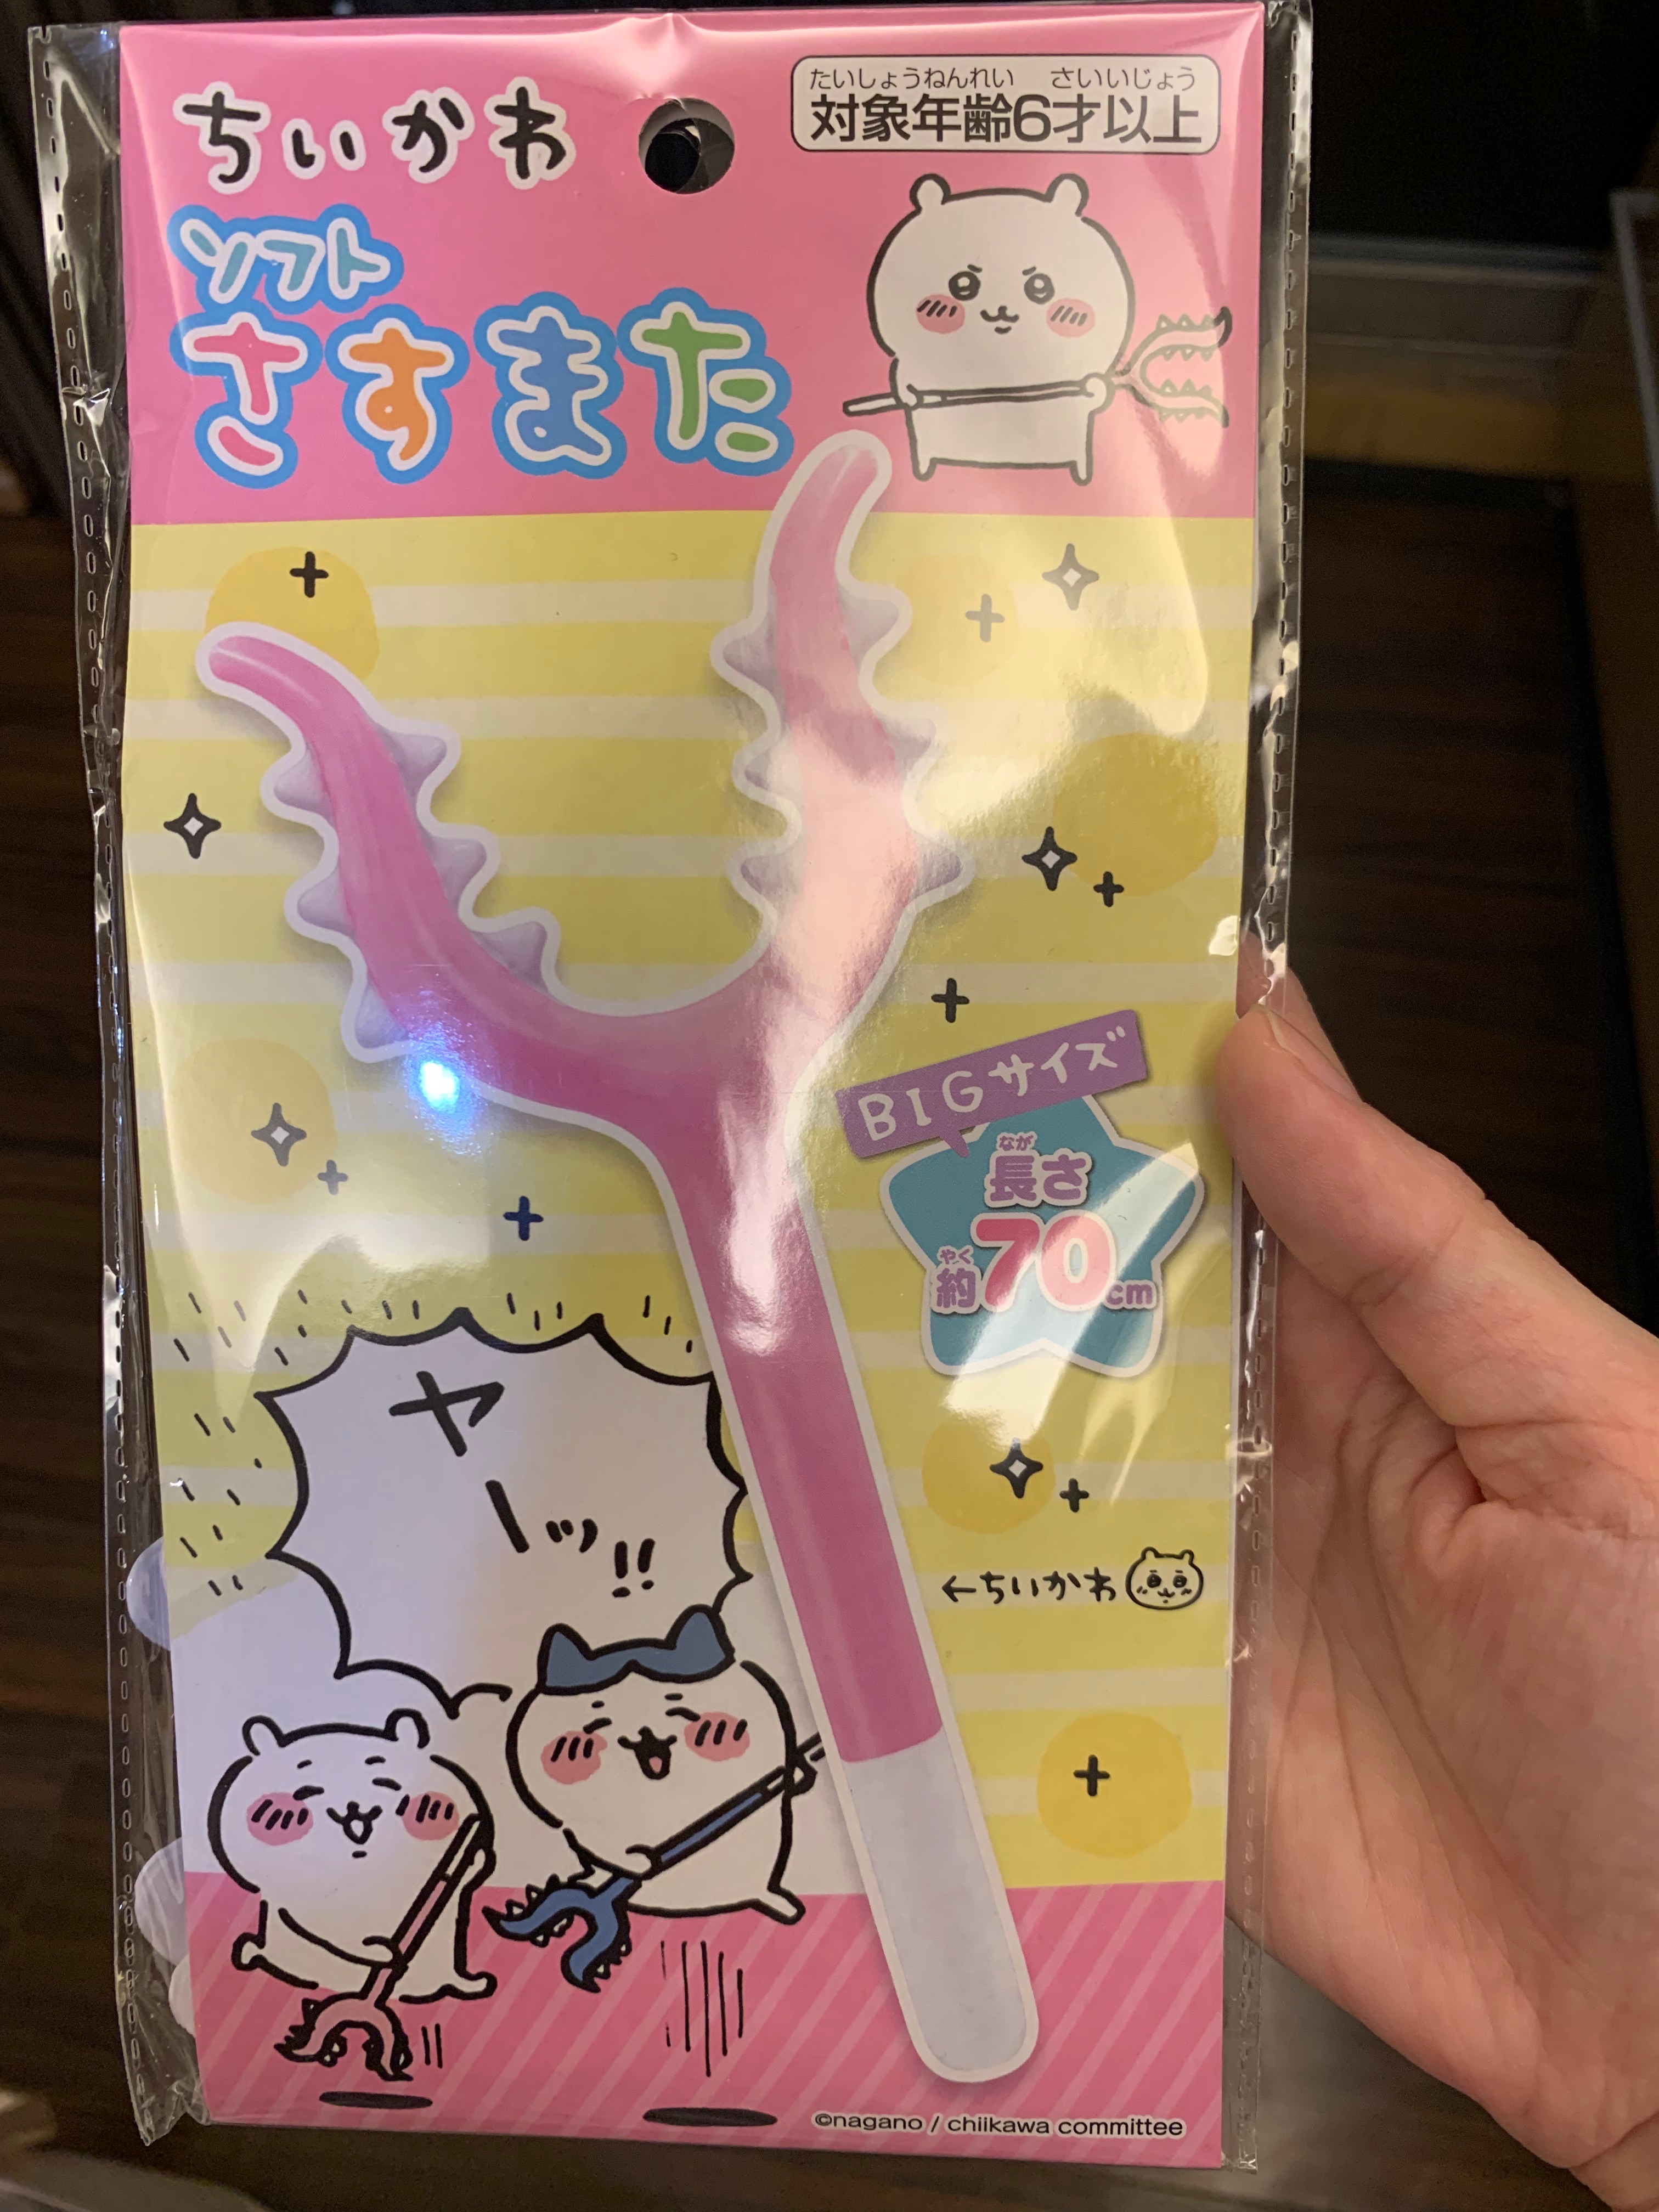 ちいかわ
たいしょうねんれい さいいじょう
対象年齢6才以上
ソフト
さすまた
BIGサイズ
なが
長さ
やく
約70cm
ヤーッ!!
←ちいかわ
©nagano / chiikawa committee